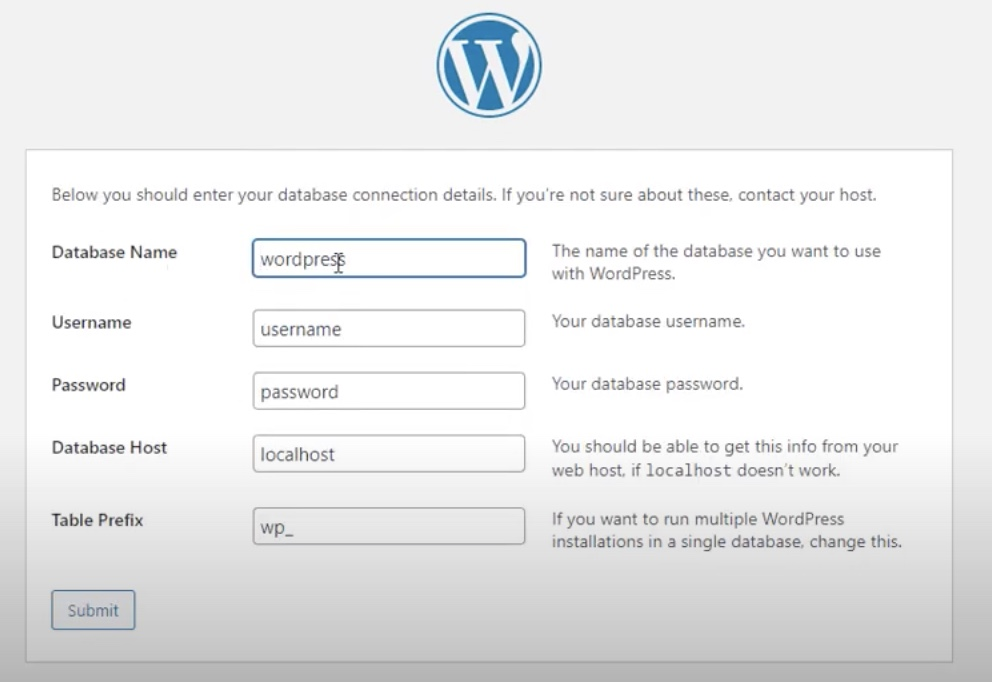 Below you should enter your database connection details. If you're not sure about these, contact your host.
Database Name
wordpress
The name of the database you want to use
with WordPress.
Username
username
Your database username.
Password
password
Your database password.
Database Host
localhost
You should be able to get this info from your
web host, if localhost doesn't work.
Table Prefix
wp_
If you want to run multiple WordPress
installations in a single database, change this.
Submit